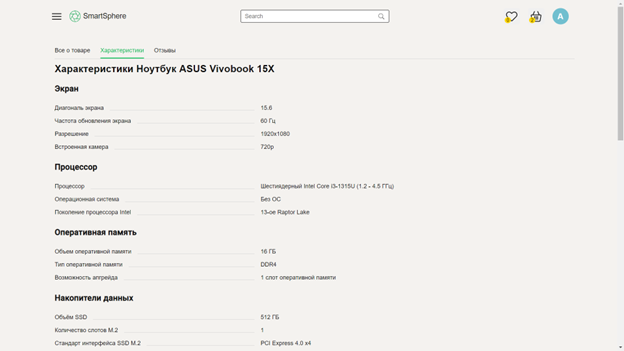 SmartSphere
Search
A
Все о товаре Характеристики Отзывы
Характеристики Ноутбук ASUS Vivobook 15X
Экран
Диагональ экрана 15.6
Частота обновления экрана 60 Гц
Разрешение 1920x1080
Встроенная камера 720p
Процессор
Процессор Шестиядерный Intel Core i3-1315U (1.2 - 4.5 ГГц)
Операционная система Без ОС
Поколение процессора Intel 13-ое Raptor Lake
Оперативная память
Объем оперативной памяти 16 ГБ
Тип оперативной памяти DDR4
Возможность апгрейда 1 слот оперативной памяти
Накопители данных
Объём SSD 512 ГБ
Количество слотов M.2 1
Стандарт интерфейса SSD M.2 PCI Express 4.0 x4